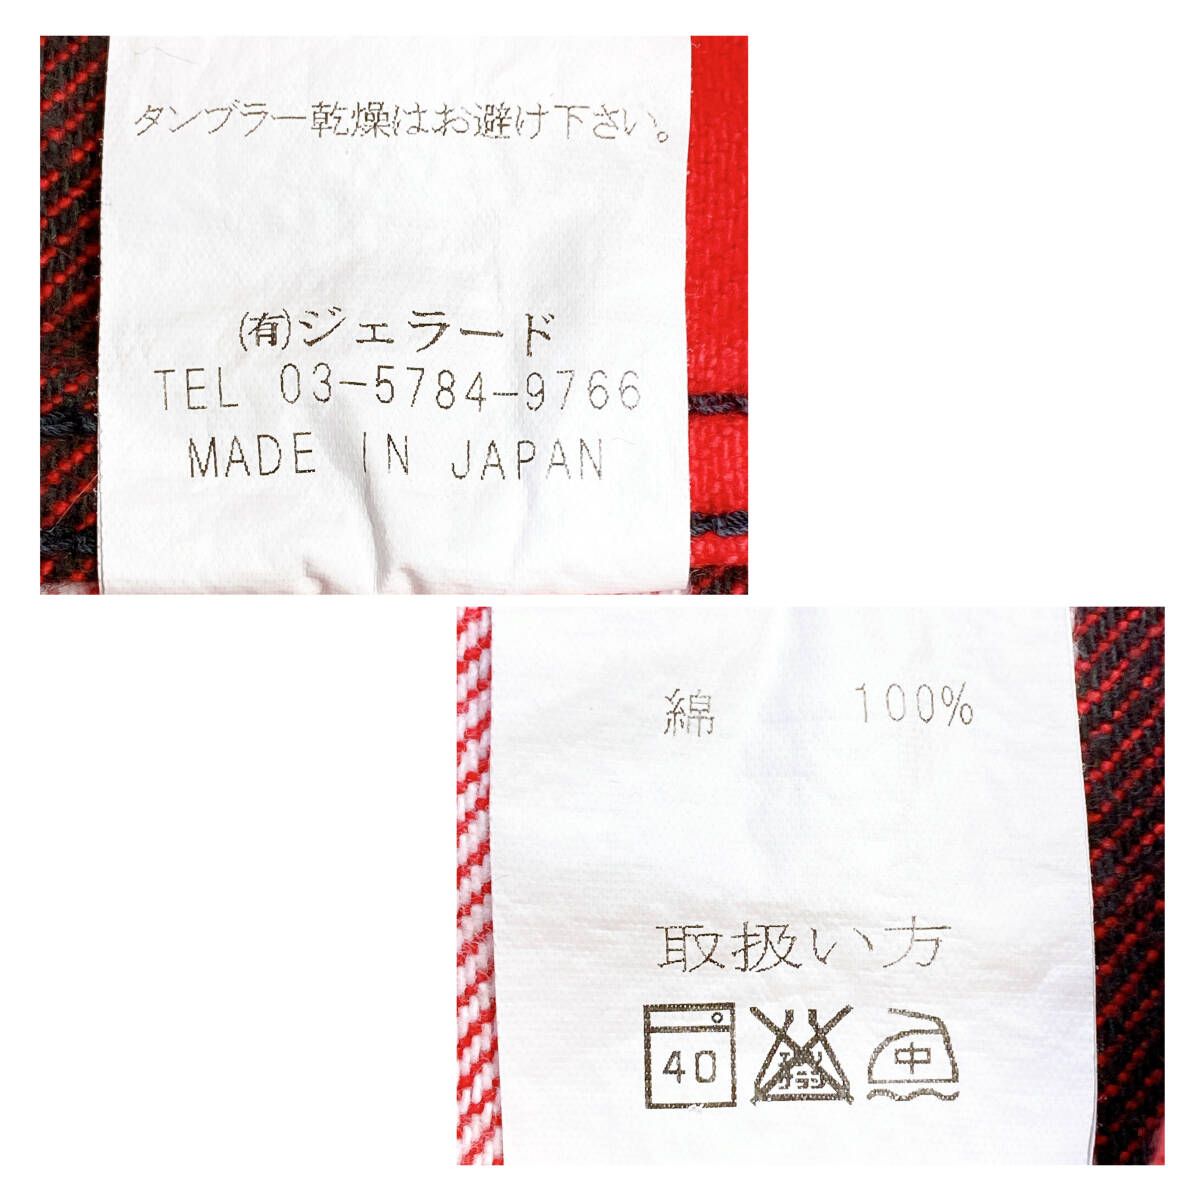 タンブラー乾燥はお避け下さい。
(有)ジェラード
TEL 03-5784-9766
MADE IN JAPAN
綿 100%
取扱い方
40 中